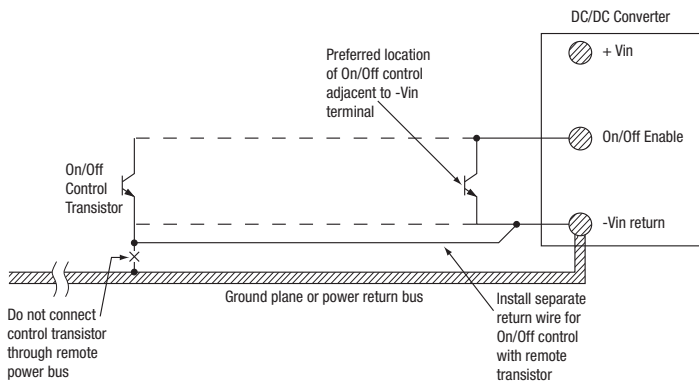 DC/DC Converter
+ Vin
Preferred location
of On/Off control
adjacent to -Vin
terminal
On/Off Enable
On/Off
Control
Transistor
-Vin return
Ground plane or power return bus
Do not connect
control transistor
through remote
power bus
Install separate
return wire for
On/Off control
with remote
transistor